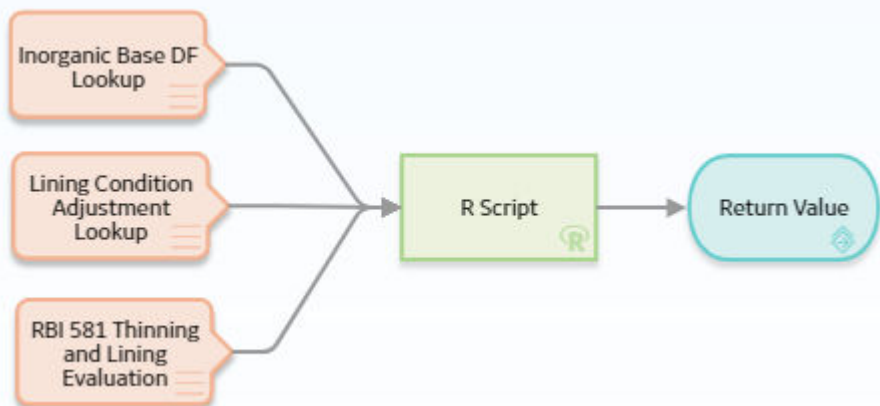 Inorganic Base DF
Lookup
Lining Condition
Adjustment
Lookup
RBI 581 Thinning
and Lining
Evaluation
R Script
R
Return Value